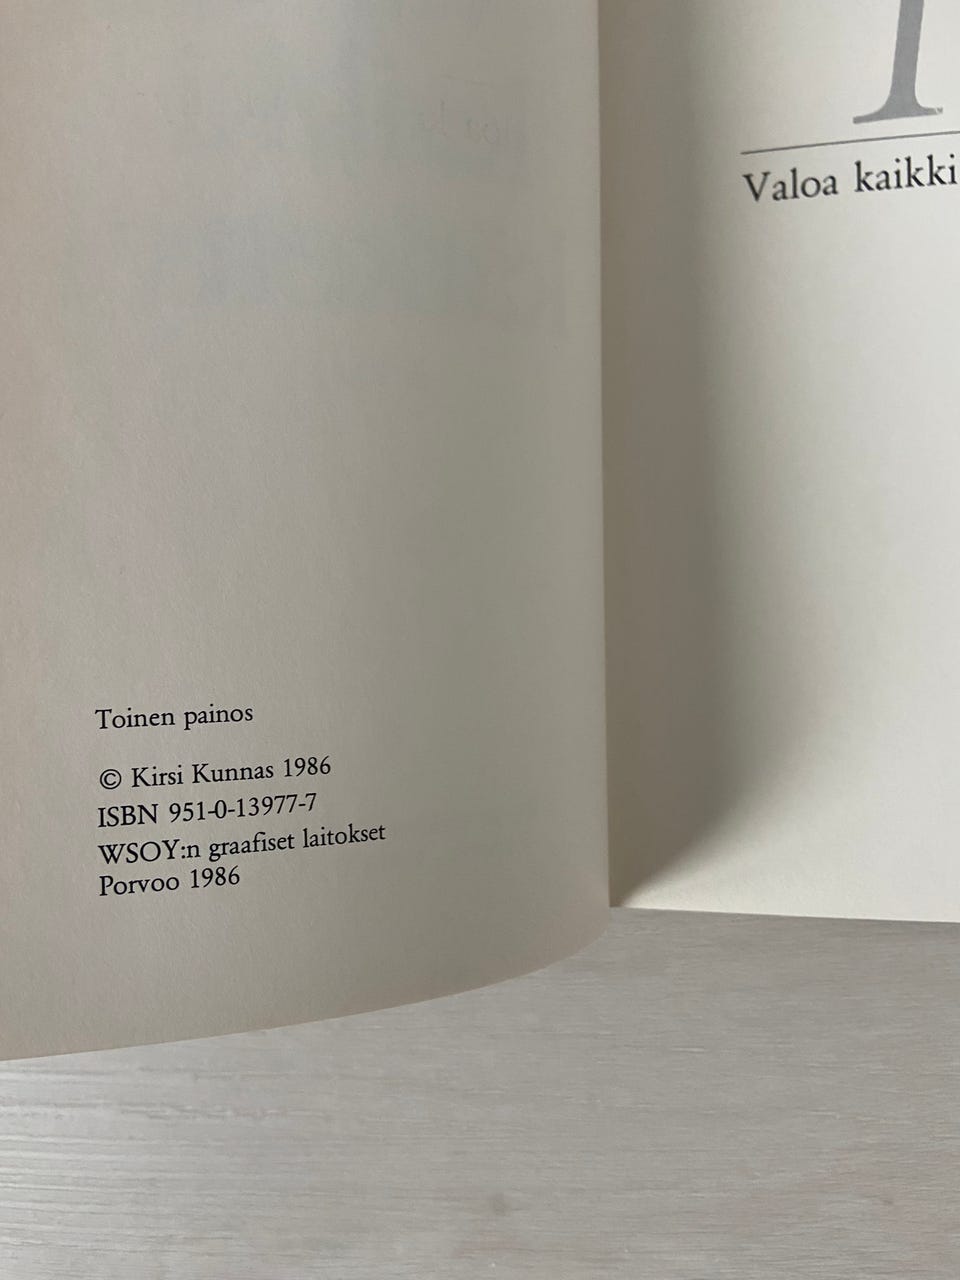 Toinen painos
© Kirsi Kunnas 1986
ISBN 951-0-13977-7
WSOY:n graafiset laitokset
Porvoo 1986
Valoa kaikki